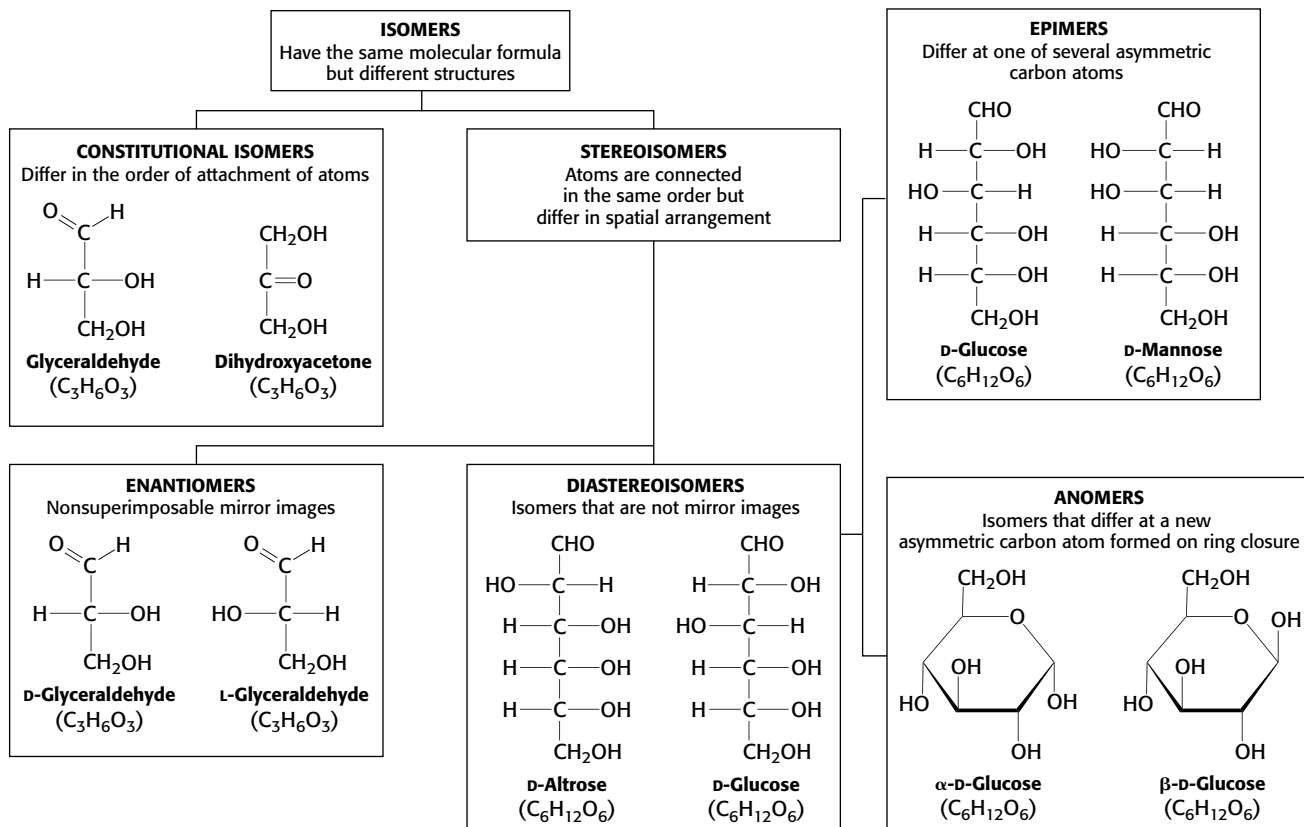 ISOMERS
Have the same molecular formula
but different structures
CONSTITUTIONAL ISOMERS
Differ in the order of attachment of atoms
O H
C
H C OH
CH₂OH
Glyceraldehyde
(C₃H₆O₃)
CH₂OH
C O
CH₂OH
Dihydroxyacetone
(C₃H₆O₃)
STEREOISOMERS
Atoms are connected
in the same order but
differ in spatial arrangement
EPIMERS
Differ at one of several asymmetric
carbon atoms
CHO
H C OH
HO C H
H C OH
H C OH
CH₂OH
D-Glucose
(C₆H₁₂O₆)
CHO
HO C H
HO C H
H C OH
H C OH
CH₂OH
D-Mannose
(C₆H₁₂O₆)
ENANTIOMERS
Nonsuperimposable mirror images
O H
C
H C OH
CH₂OH
D-Glyceraldehyde
(C₃H₆O₃)
O H
C
HO C H
CH₂OH
L-Glyceraldehyde
(C₃H₆O₃)
DIASTEREOISOMERS
Isomers that are not mirror images
CHO
HO C H
H C OH
H C OH
H C OH
CH₂OH
D-Altrose
(C₆H₁₂O₆)
CHO
H C OH
HO C H
H C OH
H C OH
CH₂OH
D-Glucose
(C₆H₁₂O₆)
ANOMERS
Isomers that differ at a new
asymmetric carbon atom formed on ring closure
CH₂OH
O
OH
HO OH
OH
α-D-Glucose
(C₆H₁₂O₆)
CH₂OH
O OH
OH
HO
OH
β-D-Glucose
(C₆H₁₂O₆)